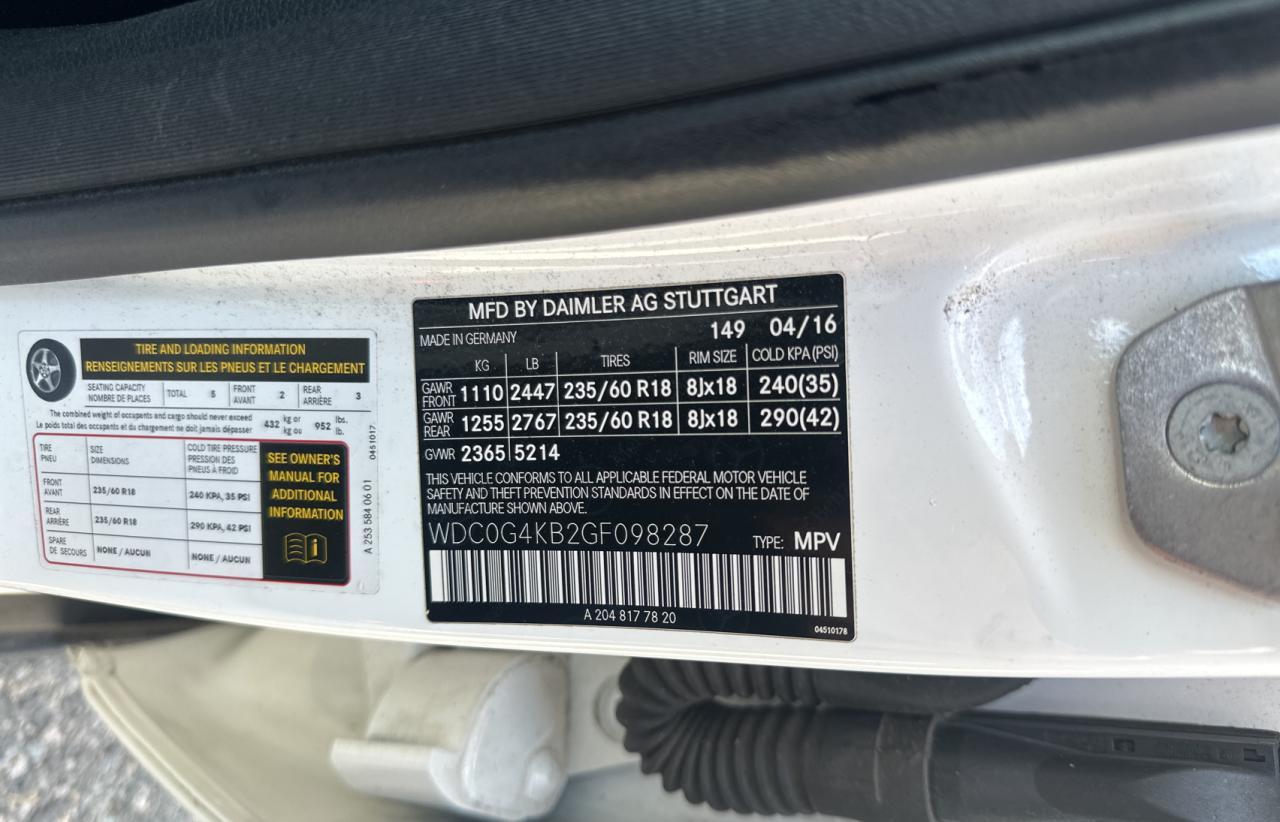 TIRE AND LOADING INFORMATION
RENSEIGNEMENTS SUR LES PNEUS ET LE CHARGEMENT
SEATING CAPACITY
NOMBRE DE PLACES
TOTAL 5
FRONT
AVANT
2
REAR
ARRIÈRE
3
The combined weight of occupants and cargo should never exceed
Le poids total des occupants et du chargement ne doit jamais dépasser
432 kg or
kg ou
952 lbs.
lb.
TIRE
PNEU
SIZE
DIMENSIONS
COLD TIRE PRESSURE
PRESSION DES
PNEUS À FROID
FRONT
AVANT
235/60 R18
240 KPA, 35 PSI
REAR
ARRIÈRE
235/60 R18
290 KPA, 42 PSI
SPARE
DE SECOURS
NONE / AUCUN
NONE / AUCUN
SEE OWNER'S
MANUAL FOR
ADDITIONAL
INFORMATION
0451017
A 253 584 06 01
MFD BY DAIMLER AG STUTTGART
MADE IN GERMANY 149 04/16
KG LB TIRES RIM SIZE COLD KPA (PSI)
GAWR
FRONT
1110 2447 235/60 R18 8Jx18 240(35)
GAWR
REAR
1255 2767 235/60 R18 8Jx18 290(42)
GVWR 2365 5214
THIS VEHICLE CONFORMS TO ALL APPLICABLE FEDERAL MOTOR VEHICLE
SAFETY AND THEFT PREVENTION STANDARDS IN EFFECT ON THE DATE OF
MANUFACTURE SHOWN ABOVE.
WDC0G4KB2GF098287 TYPE: MPV
A 204 817 78 20
04510178